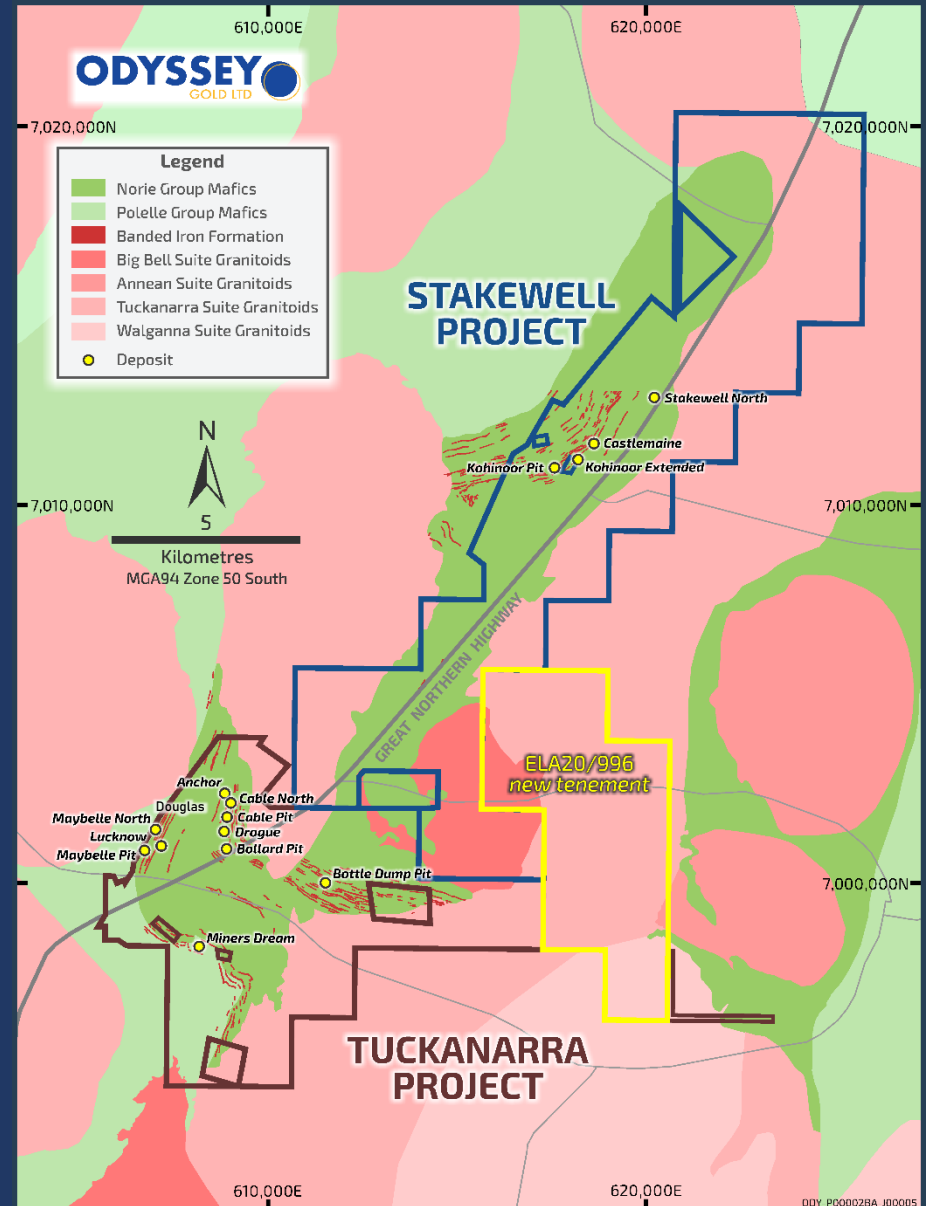 610,000E
620,000E
ODYSSEY
GOLD LTD
7,020,000N
7,020,000N
Legend
Norie Group Mafics
Polelle Group Mafics
Banded Iron Formation
Big Bell Suite Granitoids
Annean Suite Granitoids
Tuckanarra Suite Granitoids
Walganna Suite Granitoids
Deposit
STAKEWELL
PROJECT
Stakewell North
Castlemaine
Kohinoor Pit
Kohinoor Extended
N
7,010,000N
7,010,000N
5
Kilometres
MGA94 Zone 50 South
GREAT NORTHERN HIGHWAY
ELA20/996
new tenement
Anchor
Cable North
Douglas
Maybelle North
Cable Pit
Lucknow
Drogue
Maybelle Pit
Bollard Pit
Bottle Dump Pit
7,000,000N
Miners Dream
TUCKANARRA
PROJECT
610,000E
620,000E
ODY_P00002BA_J00005